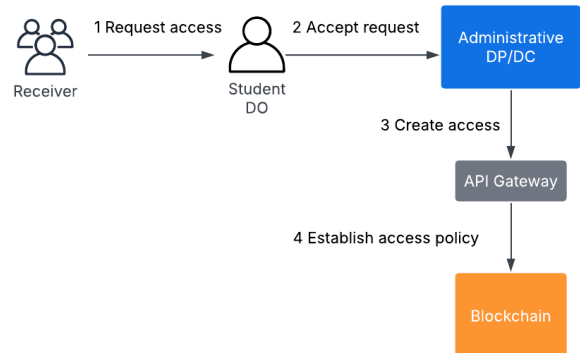 1 Request access
2 Accept request
Administrative
DP/DC
Receiver
Student
DO
3 Create access
API Gateway
4 Establish access policy
Blockchain